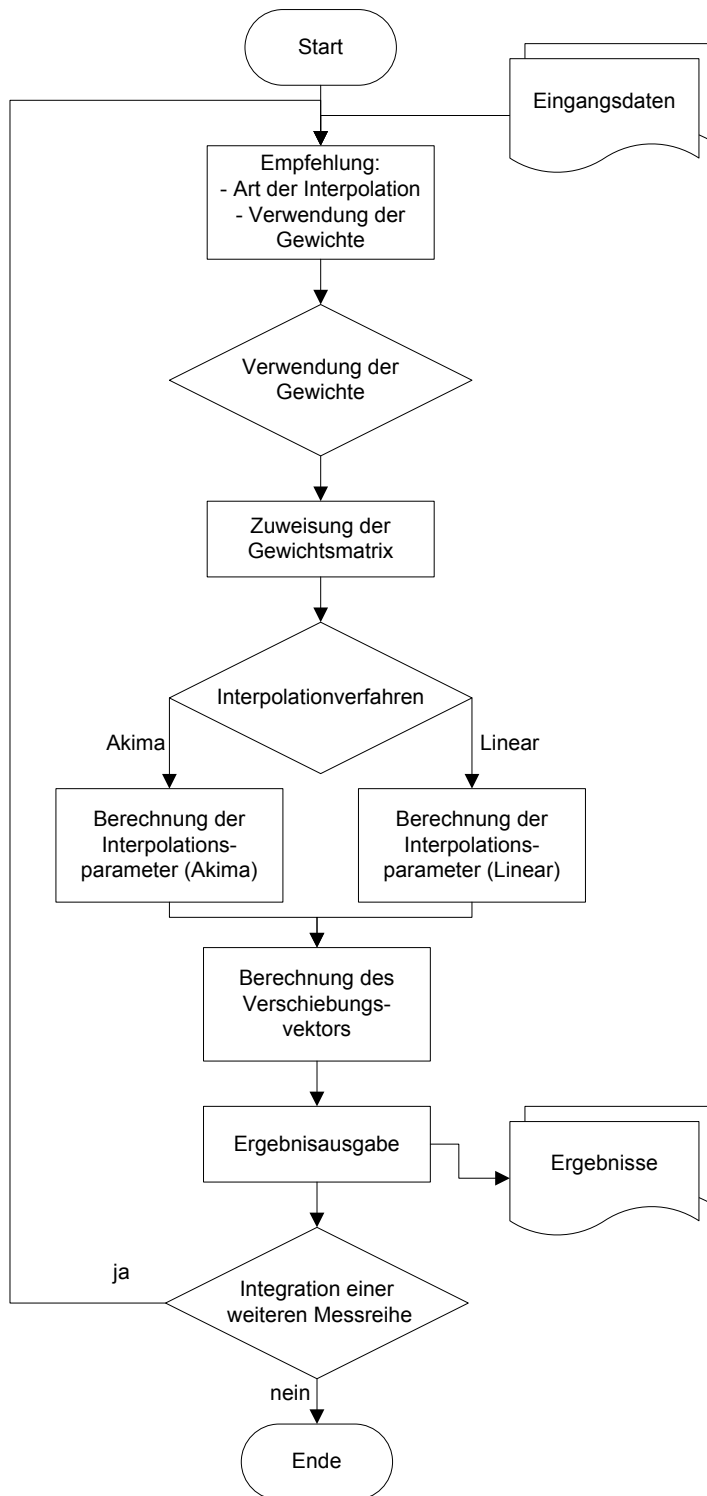 Start
Eingangsdaten
Empfehlung:
- Art der Interpolation
- Verwendung der
Gewichte
Verwendung der
Gewichte
Zuweisung der
Gewichtsmatrix
Interpolationverfahren
Akima
Linear
Berechnung der
Interpolations-
parameter (Akima)
Berechnung der
Interpolations-
parameter (Linear)
Berechnung des
Verschiebungs-
vektors
Ergebnisausgabe
Ergebnisse
ja
Integration einer
weiteren Messreihe
nein
Ende